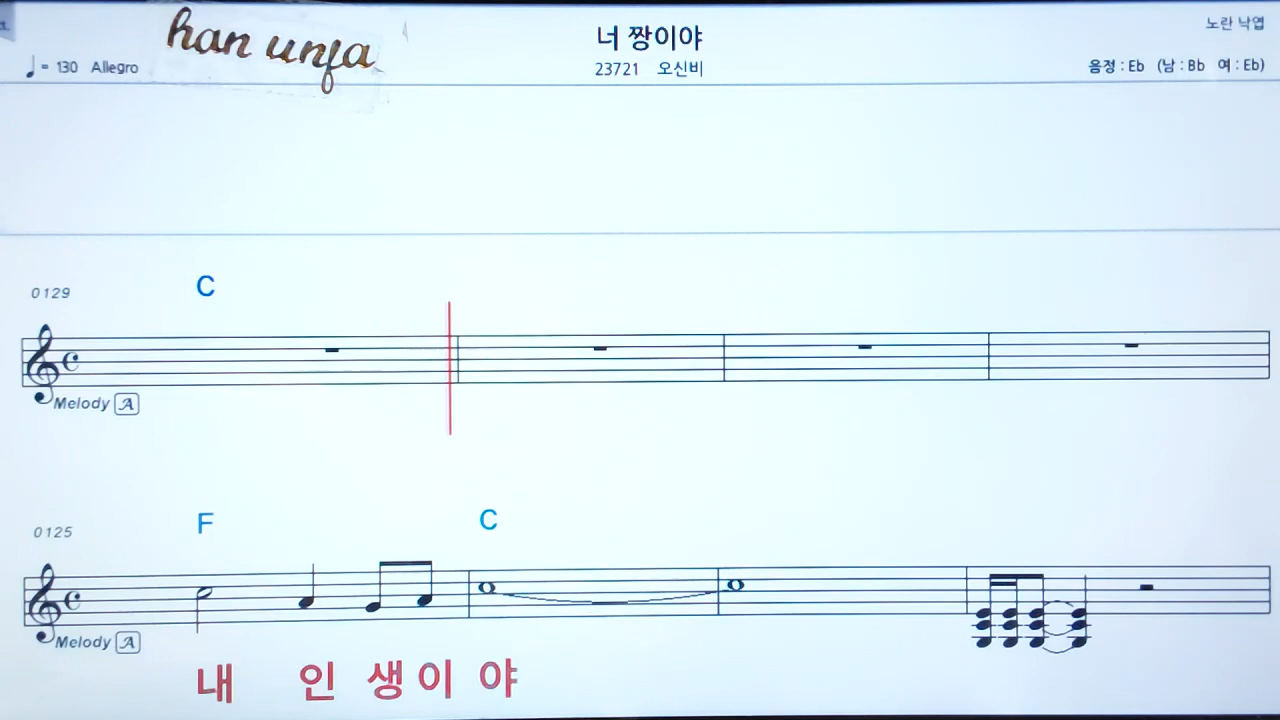 han unfa
너 짱이야
노란 낙엽
♩= 130 Allegro
23721 오신비
음정 : Eb (남 : Bb 여 : Eb)
0129
C
Melody A
0125
F C
Melody A
내 인 생 이 야